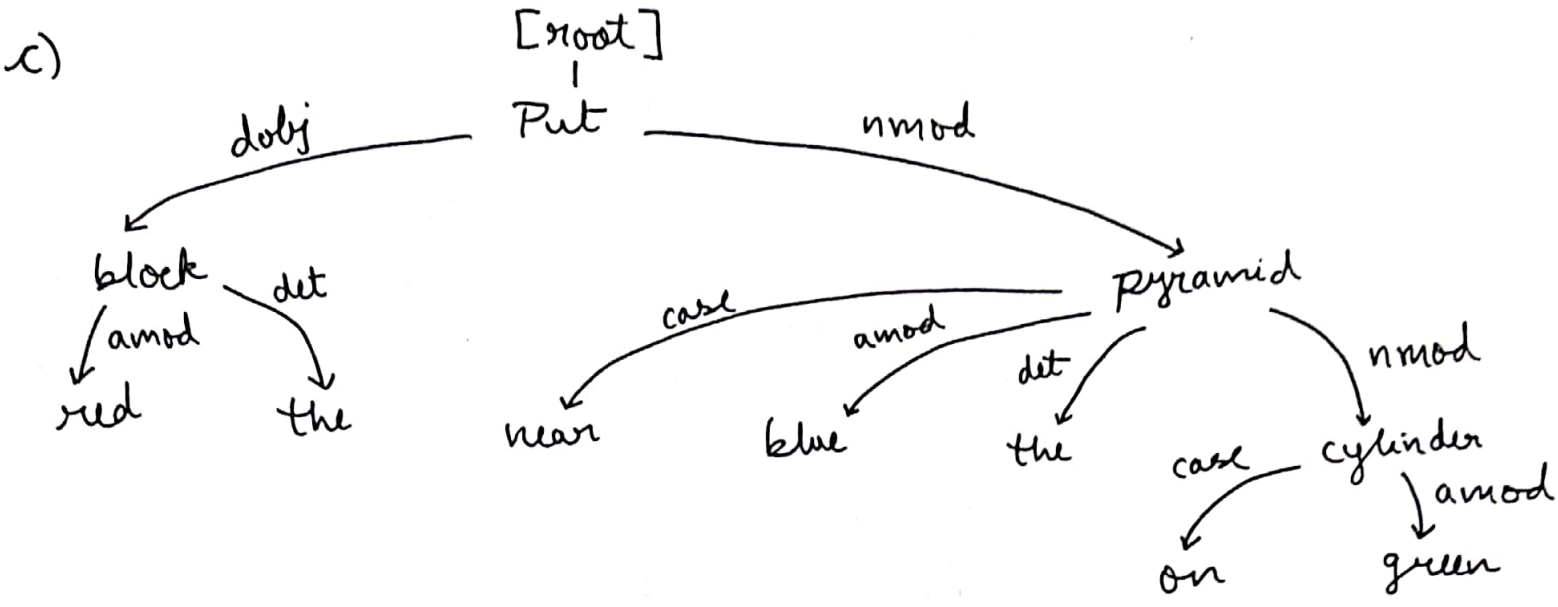 c)
[root]
Put
dobj nmod
block pyramid
det
amod
case amod det nmod
red the
near blue the cylinder
case amod
on green